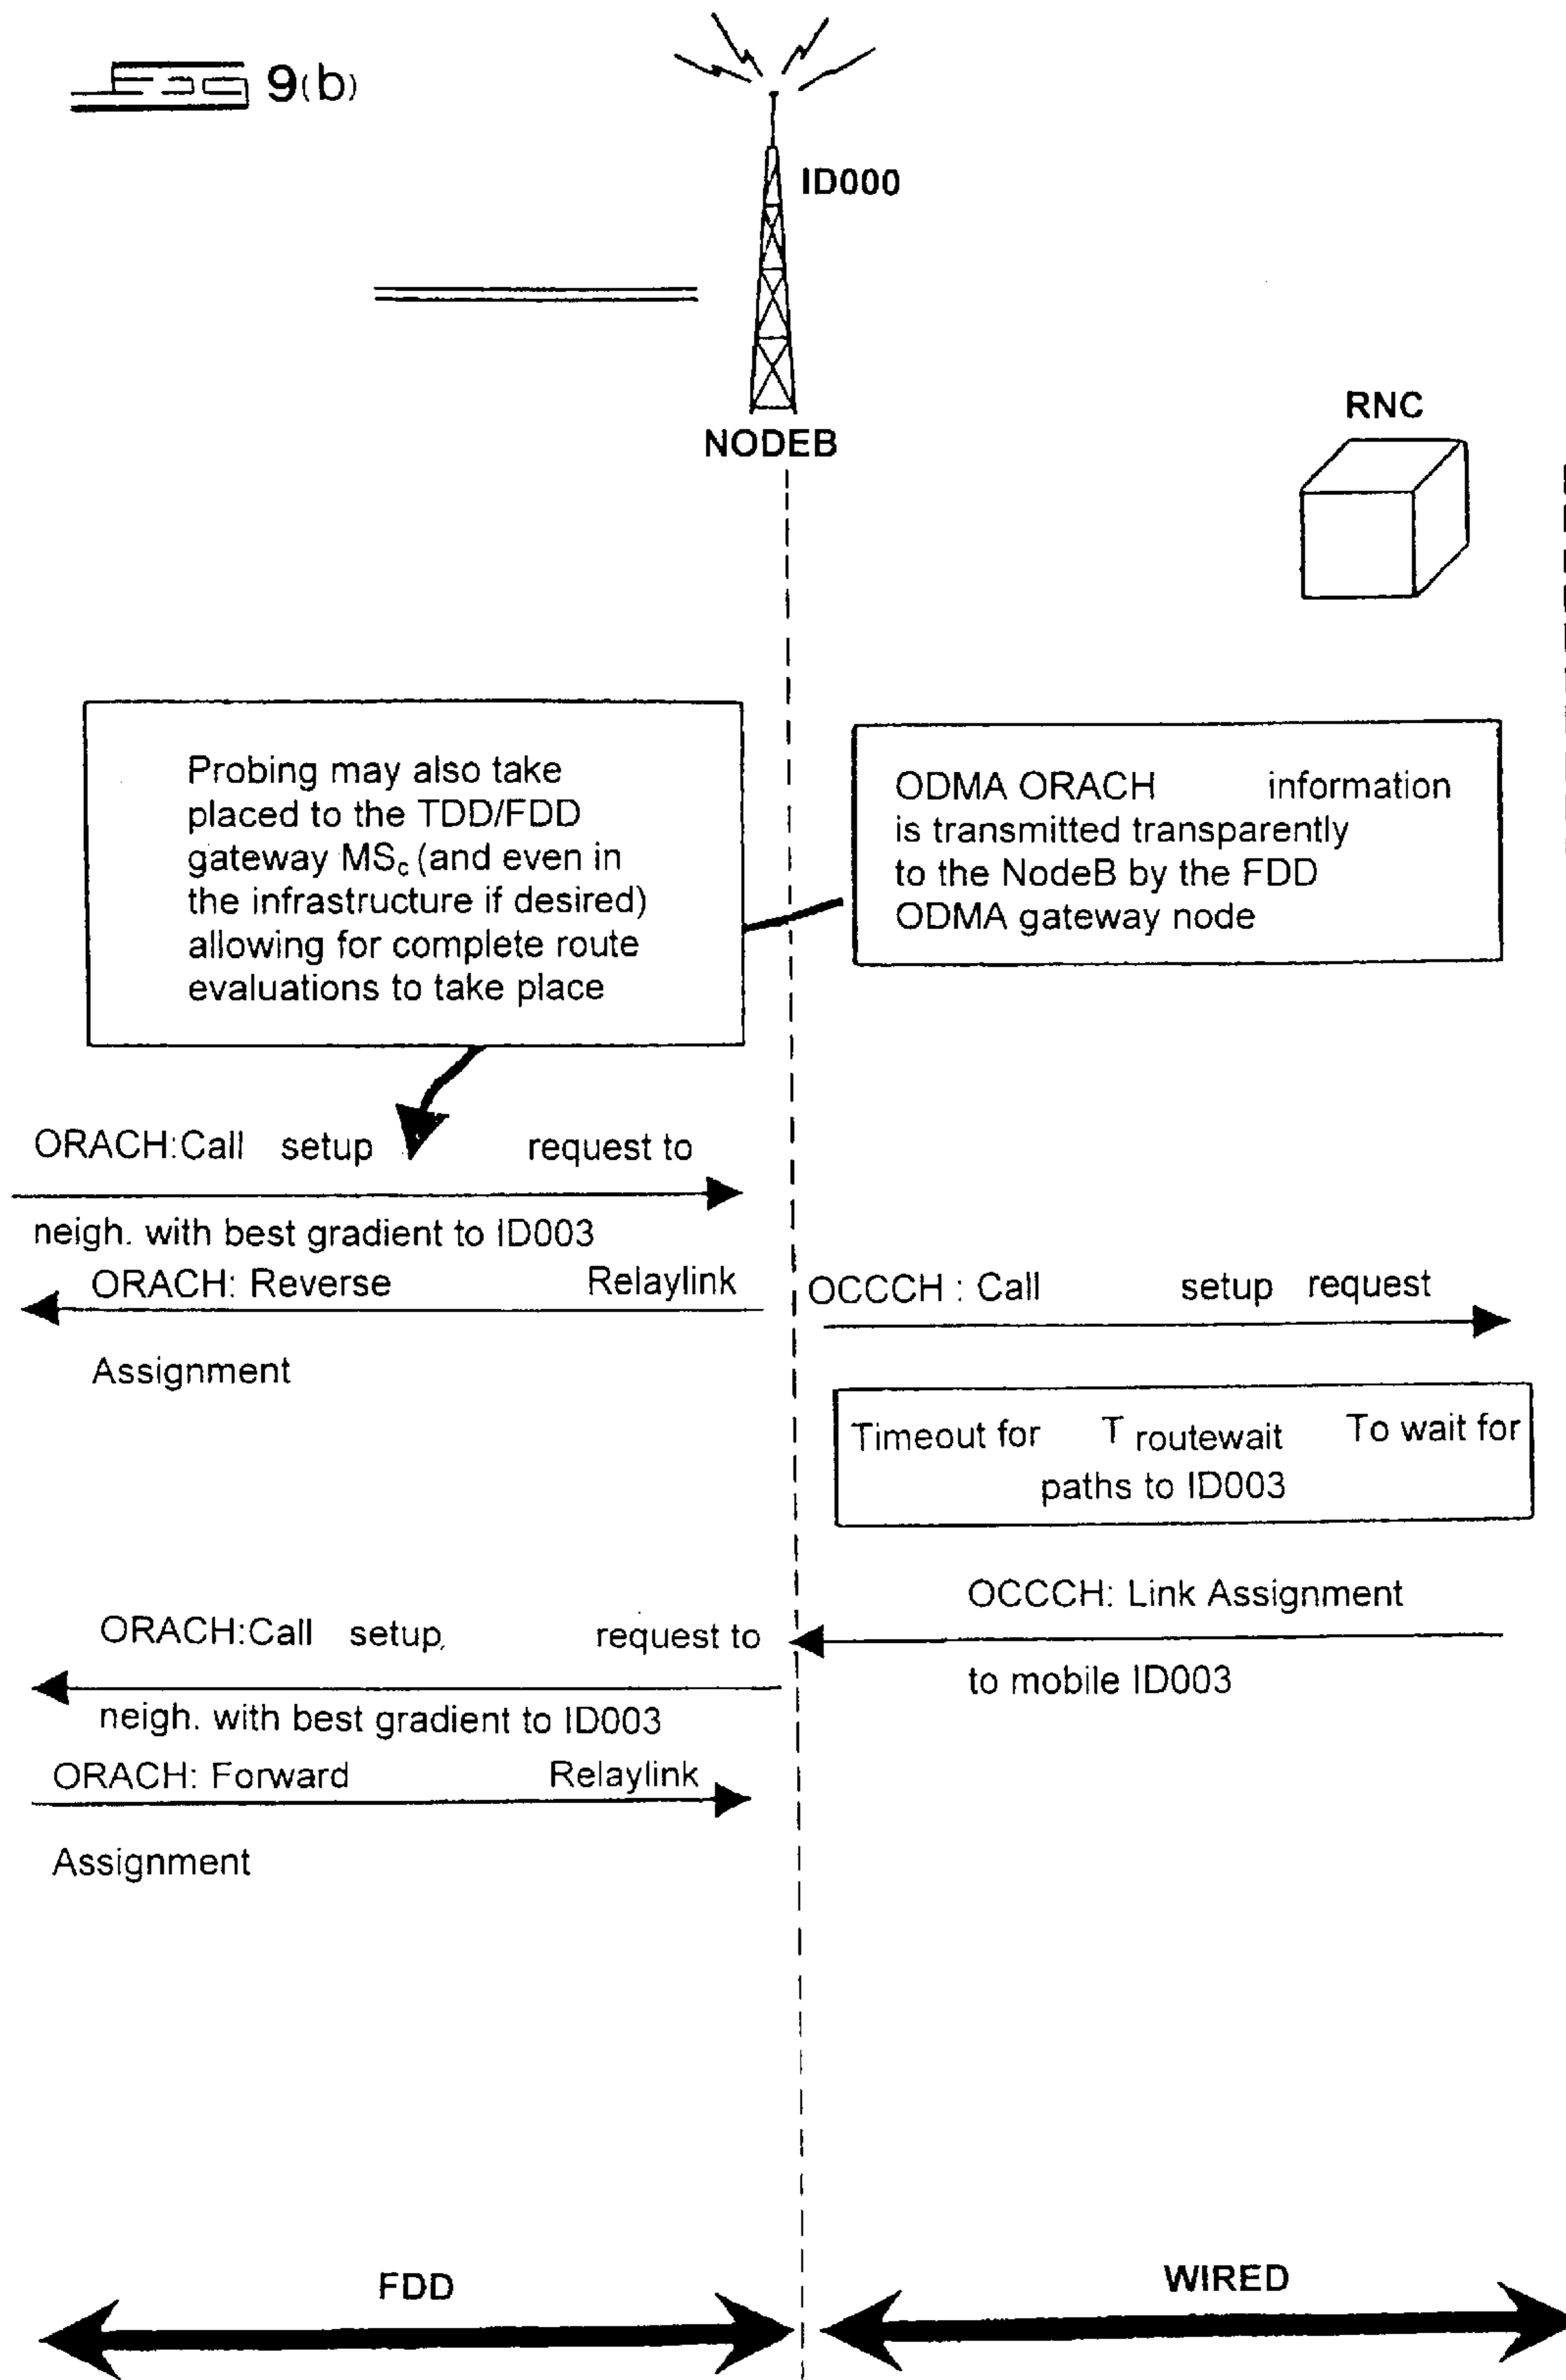 9(b)
ID000
NODEB
RNC
Probing may also take
placed to the TDD/FDD
gateway MSc (and even in
the infrastructure if desired)
allowing for complete route
evaluations to take place
ODMA ORACH information
is transmitted transparently
to the NodeB by the FDD
ODMA gateway node
ORACH:Call setup request to
neigh. with best gradient to ID003
ORACH: Reverse Relaylink
Assignment
OCCCH : Call setup request
Timeout for T routewait To wait for
paths to ID003
OCCCH: Link Assignment
to mobile ID003
ORACH:Call setup request to
neigh. with best gradient to ID003
ORACH: Forward Relaylink
Assignment
FDD
WIRED